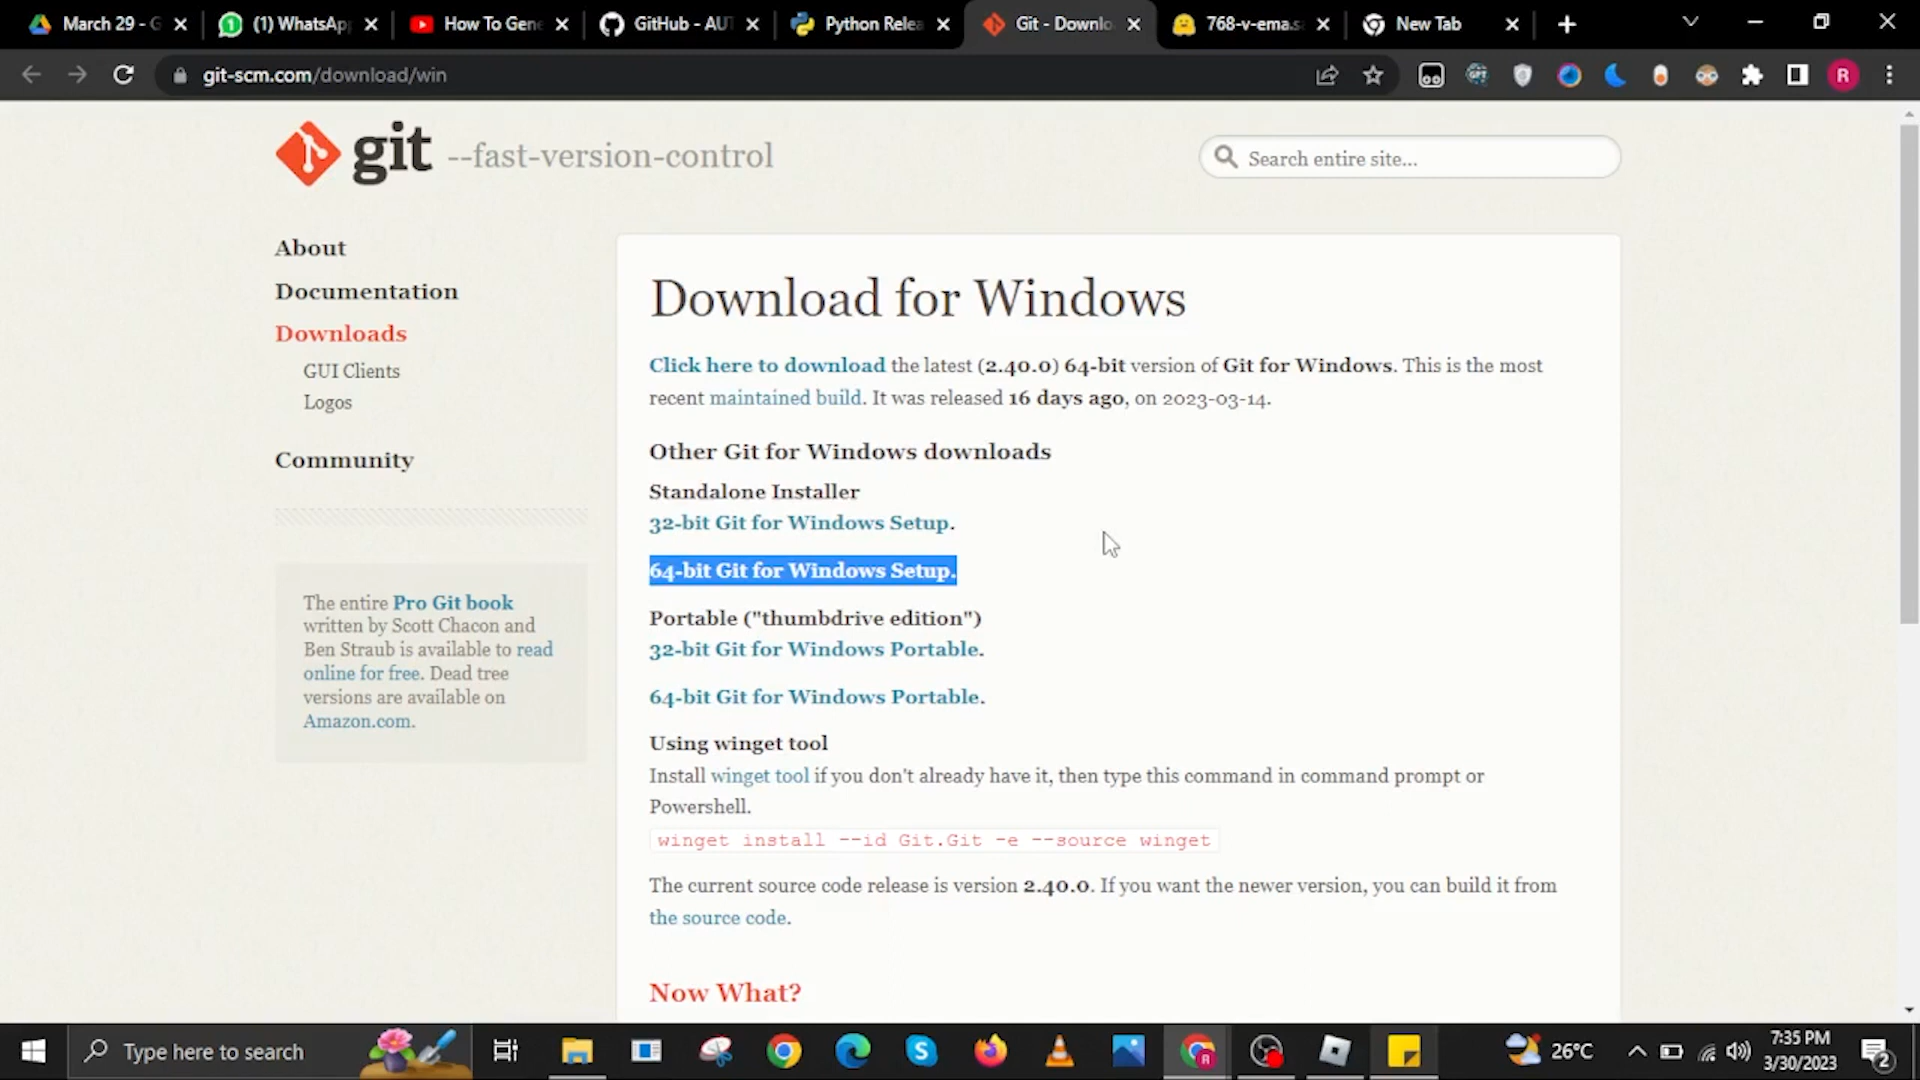 March 29 - G
(1) WhatsAp
How To Gene
GitHub - AUT
Python Relea
Git - Downlo
768-v-ema.s
New Tab
git-scm.com/download/win
R
git --fast-version-control
Search entire site...
About
Documentation
Downloads
GUI Clients
Logos
Community
The entire Pro Git book
written by Scott Chacon and
Ben Straub is available to read
online for free. Dead tree
versions are available on
Amazon.com.
Download for Windows
Click here to download the latest (2.40.0) 64-bit version of Git for Windows. This is the most
recent maintained build. It was released 16 days ago, on 2023-03-14.
Other Git for Windows downloads
Standalone Installer
32-bit Git for Windows Setup.
64-bit Git for Windows Setup.
Portable ("thumbdrive edition")
32-bit Git for Windows Portable.
64-bit Git for Windows Portable.
Using winget tool
Install winget tool if you don't already have it, then type this command in command prompt or
Powershell.
winget install --id Git.Git -e --source winget
The current source code release is version 2.40.0. If you want the newer version, you can build it from
the source code.
Now What?
Type here to search
26°C
7:35 PM
3/30/2023
2